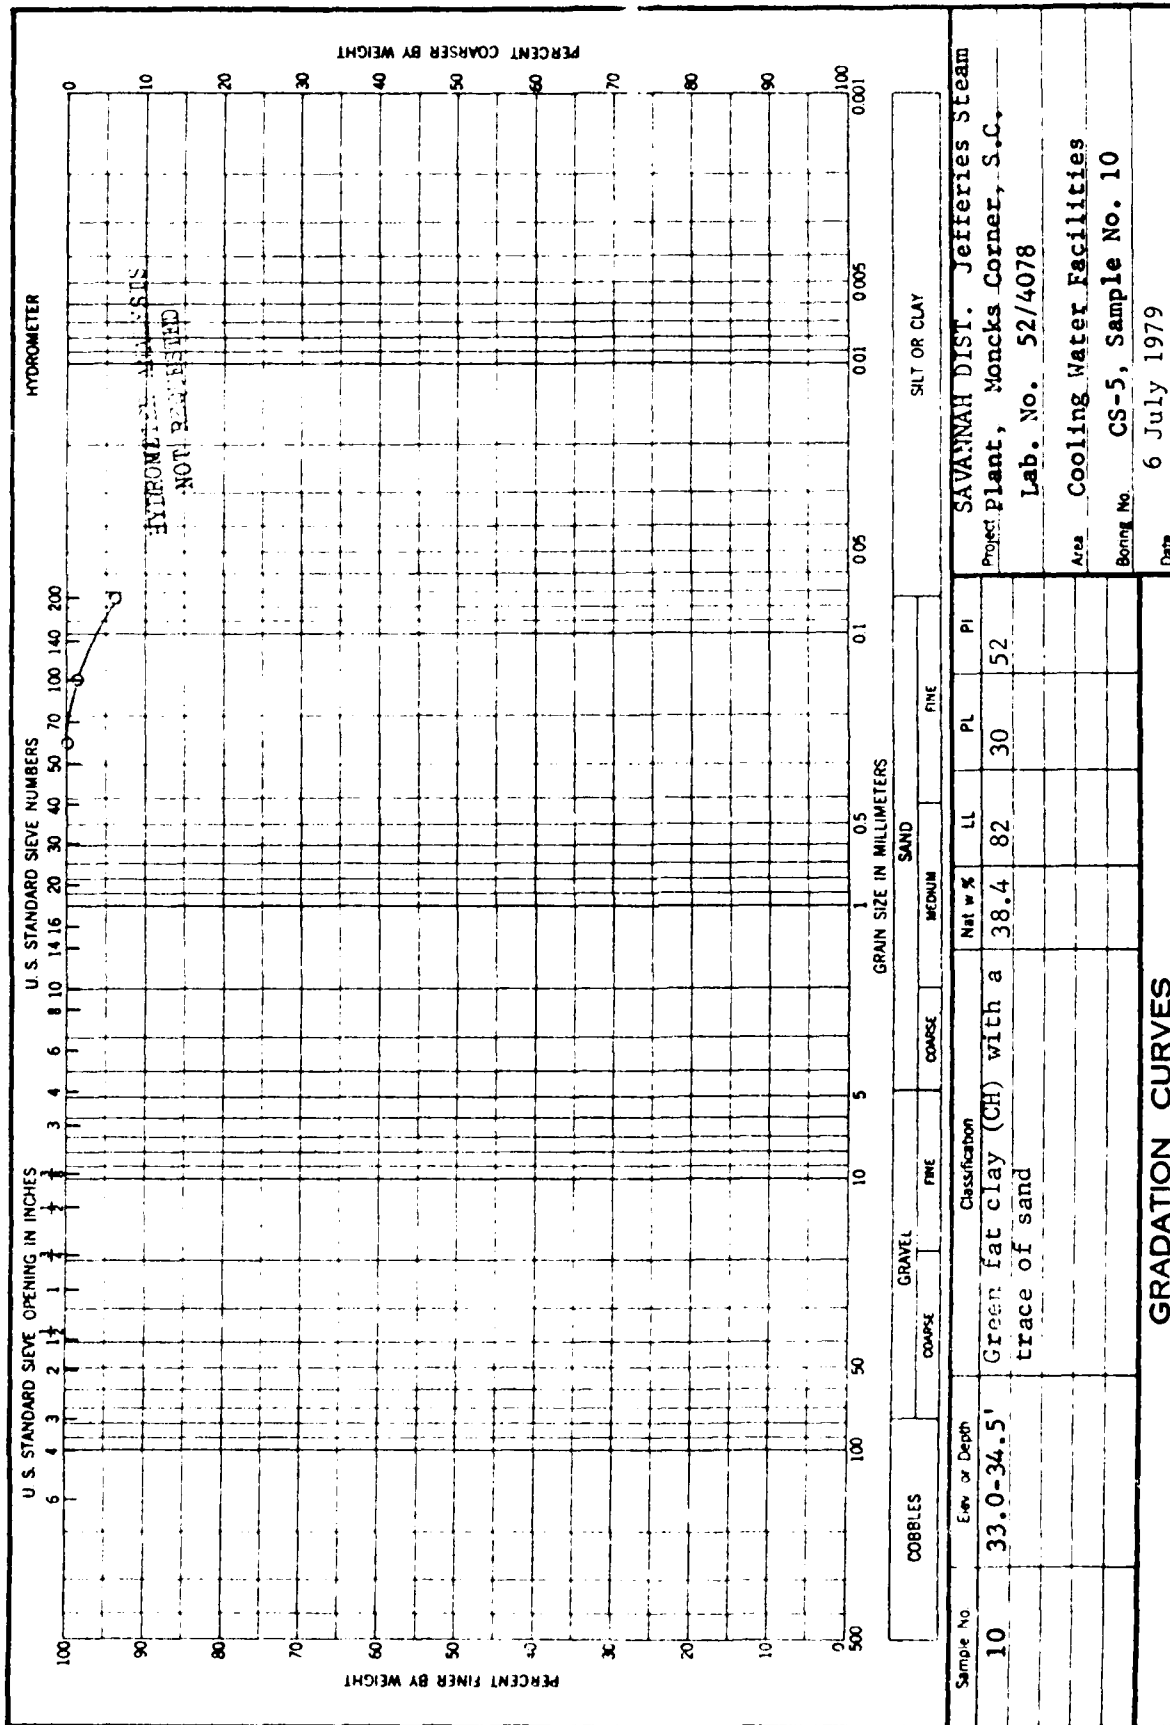 U. S. STANDARD SIEVE OPENING IN INCHES
U. S. STANDARD SIEVE NUMBERS
HYDROMETER
6 4 3 2 1½ 1 ¾ ½ ⅜ 3 4 6 8 10 14 16 20 30 40 50 70 100 140 200
PERCENT FINER BY WEIGHT
100
90
80
70
60
50
40
30
20
10
0
PERCENT COARSER BY WEIGHT
0
10
20
30
40
50
60
70
80
90
100
NOT
500 100 50 10 5 1 0.5 0.1 0.05 0.01 0.005 0.001
GRAIN SIZE IN MILLIMETERS
COBBLES
GRAVEL
COARSE
FINE
SAND
COARSE
MEDIUM
FINE
SILT OR CLAY
Sample No. Elev or Depth Classification Nat w % LL PL PI
10 33.0-34.5' Green fat clay (CH) with a 38.4 82 30 52
trace of sand
SAVANNAH DIST. Jefferies Steam
Project Plant, Moncks Corner, S.C.
Lab. No. 52/4078
Area Cooling Water Facilities
Boring No. CS-5, Sample No. 10
Date 6 July 1979
GRADATION CURVES